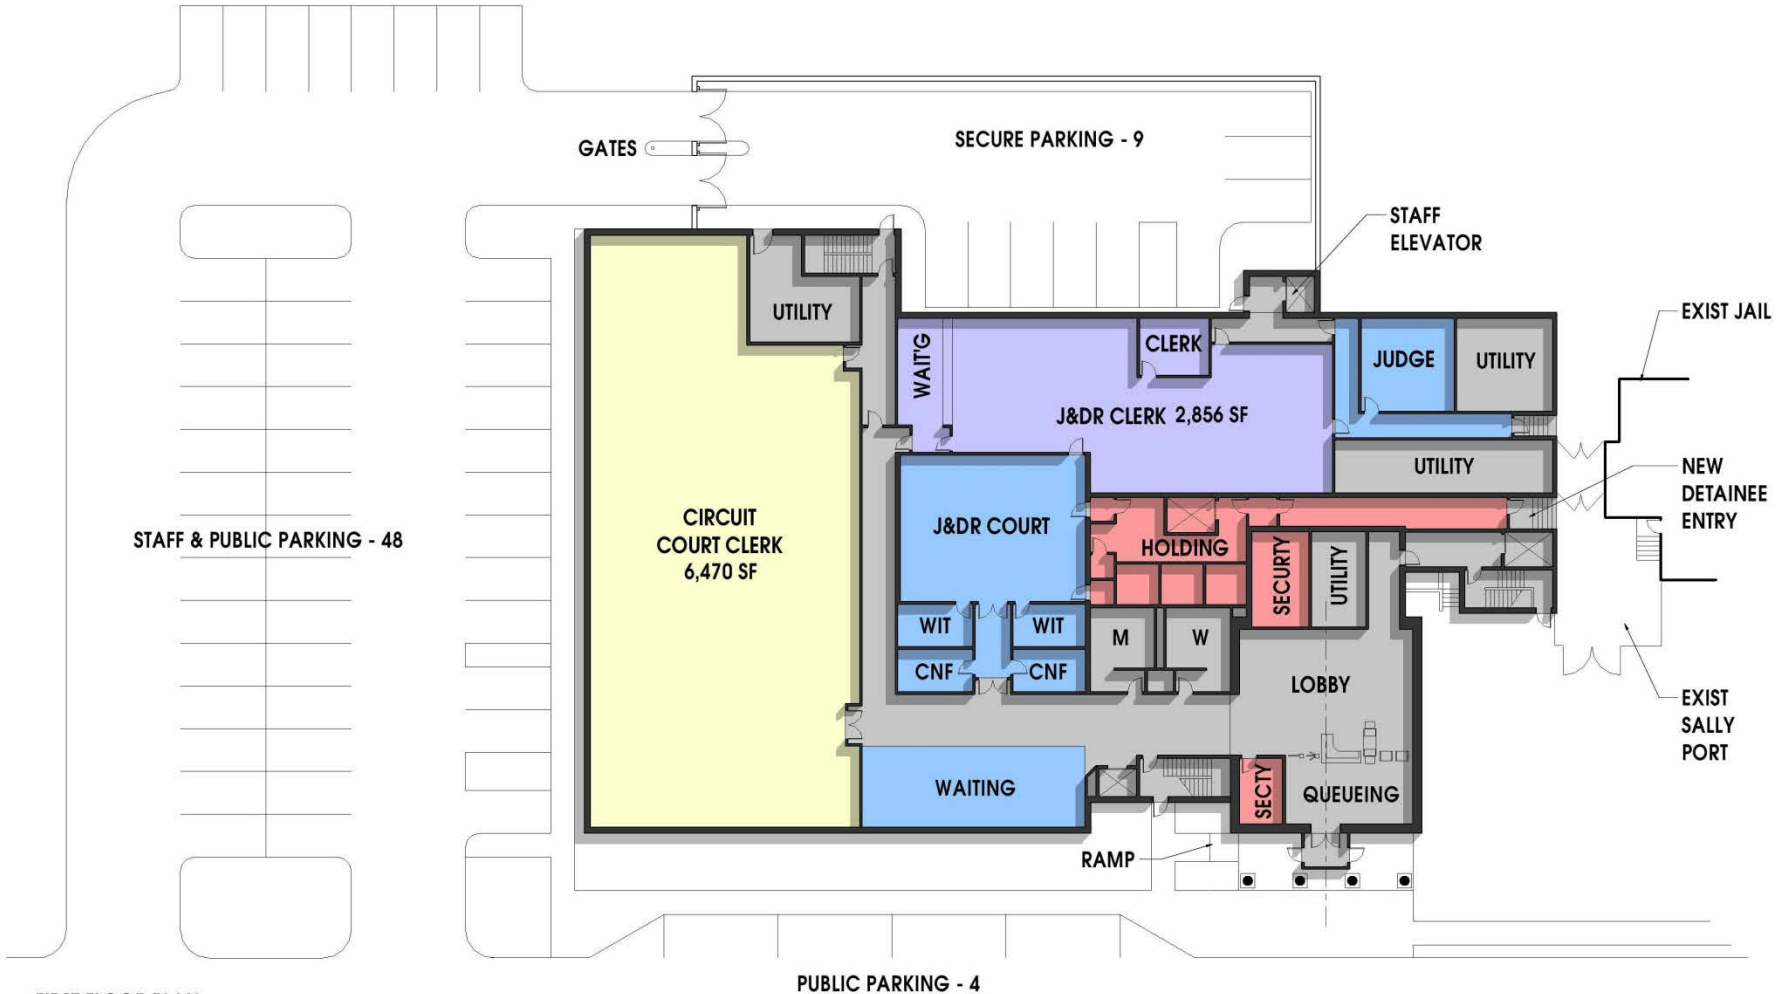 SECURE PARKING - 9
GATES
STAFF
ELEVATOR
UTILITY
EXIST JAIL
WAIT'G
CLERK
JUDGE
UTILITY
J&DR CLERK 2,856 SF
UTILITY
NEW
DETAINEE
ENTRY
STAFF & PUBLIC PARKING - 48
CIRCUIT
COURT CLERK
6,470 SF
J&DR COURT
HOLDING
SECURTY
UTILITY
WIT
WIT
M
W
CNF
CNF
LOBBY
EXIST
SALLY
PORT
WAITING
SECTY
QUEUEING
RAMP
PUBLIC PARKING - 4